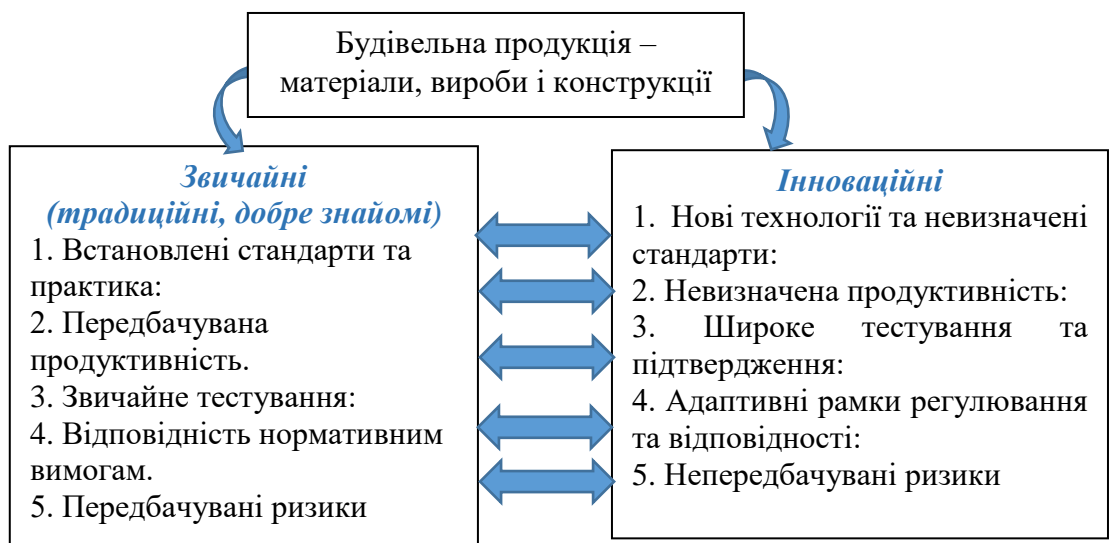 Будівельна продукція –
матеріали, вироби і конструкції
Звичайні
(традиційні, добре знайомі)
1. Встановлені стандарти та
практика:
2. Передбачувана
продуктивність.
3. Звичайне тестування:
4. Відповідність нормативним
вимогам.
5. Передбачувані ризики
Інноваційні
1. Нові технології та невизначені
стандарти:
2. Невизначена продуктивність:
3. Широке тестування та
підтвердження:
4. Адаптивні рамки регулювання
та відповідності:
5. Непередбачувані ризики